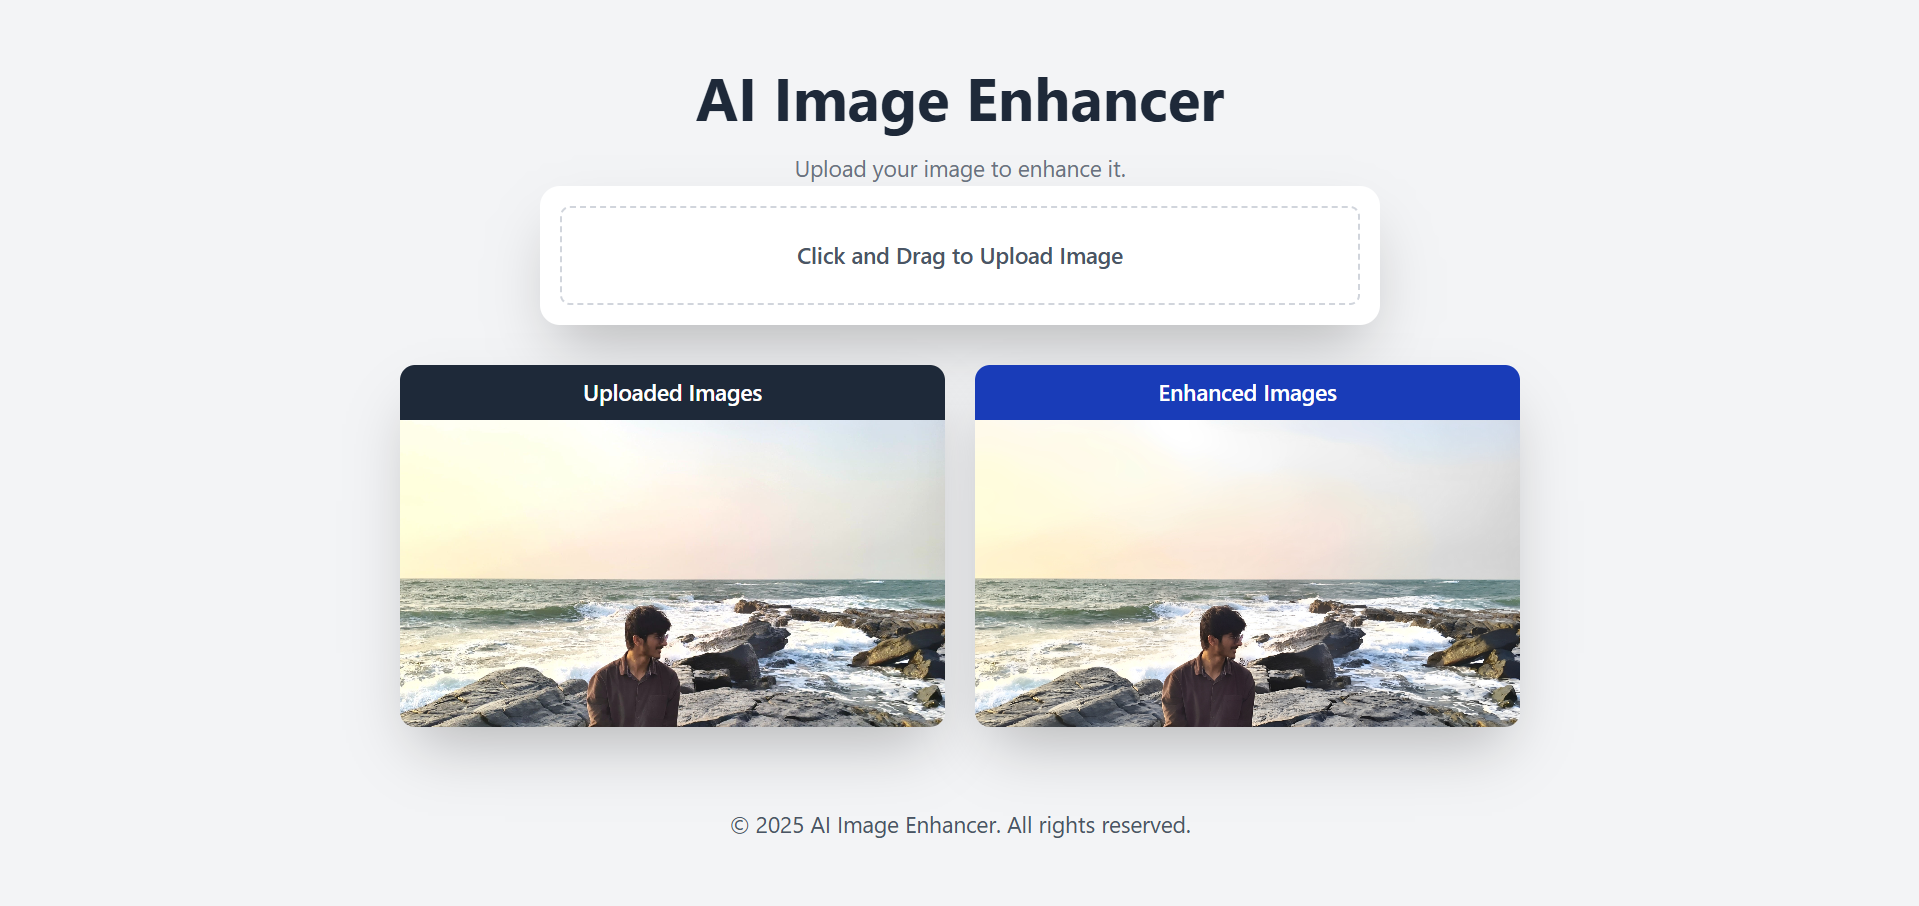 AI Image Enhancer
Upload your image to enhance it.
Click and Drag to Upload Image
Uploaded Images
Enhanced Images
© 2025 AI Image Enhancer. All rights reserved.